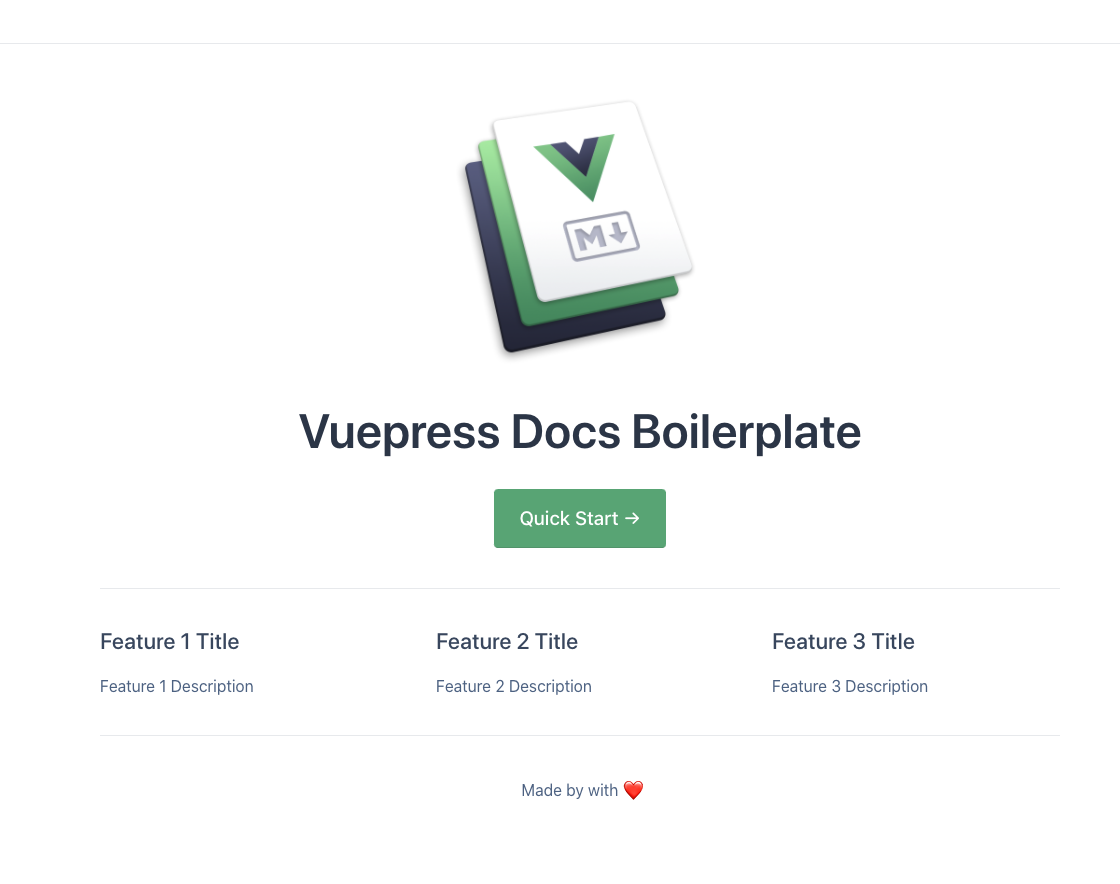 V
M↓
Vuepress Docs Boilerplate
Quick Start →
Feature 1 Title
Feature 2 Title
Feature 3 Title
Feature 1 Description
Feature 2 Description
Feature 3 Description
Made by with ❤️